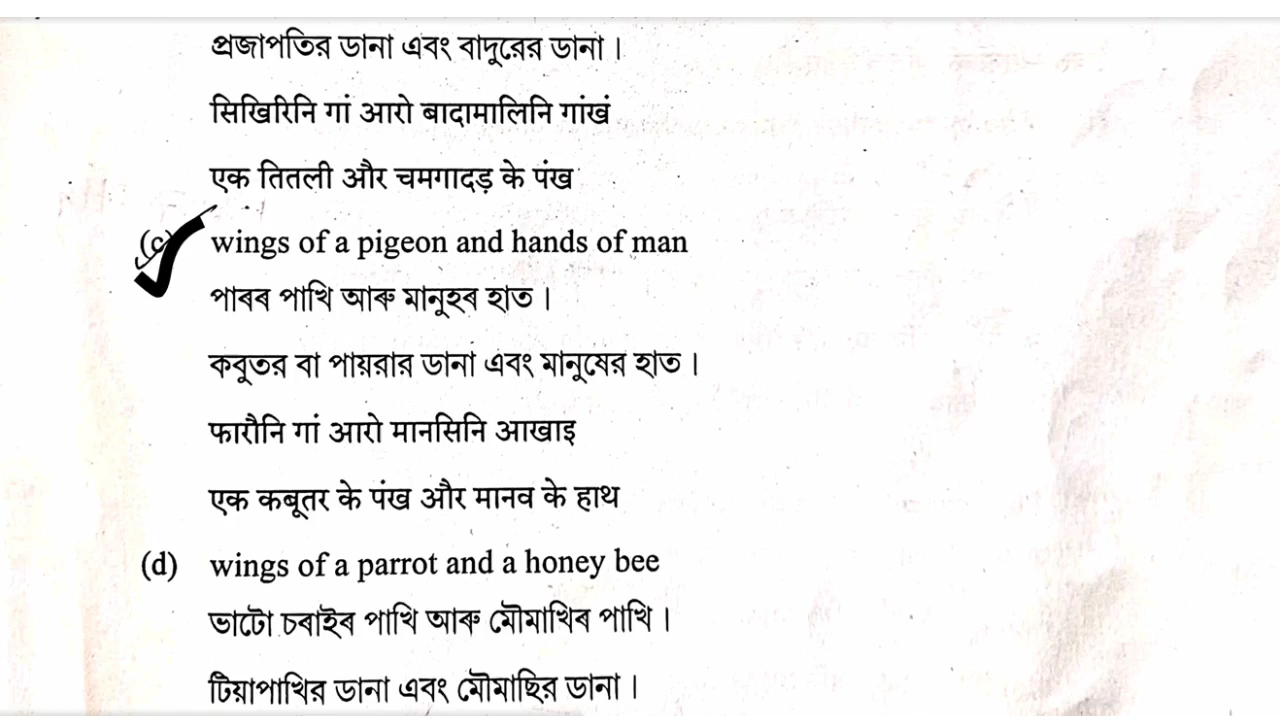 প্রজাপতির ডানা এবং বাদুরের ডানা ।
सिखिरिनि गां आरो बादामालिनि गांखं
एक तितली और चमगादड़ के पंख
(c) wings of a pigeon and hands of man
পাৰৰ পাখি আৰু মানুহৰ হাত ।
কবুতর বা পায়রার ডানা এবং মানুষের হাত ।
फारौनि गां आरो मानसिनि आखाइ
एक कबूतर के पंख और मानव के हाथ
(d) wings of a parrot and a honey bee
ভাটৌ চৰাইৰ পাখি আৰু মৌমাখিৰ পাখি ।
টিয়াপাখির ডানা এবং মৌমাছির ডানা ।